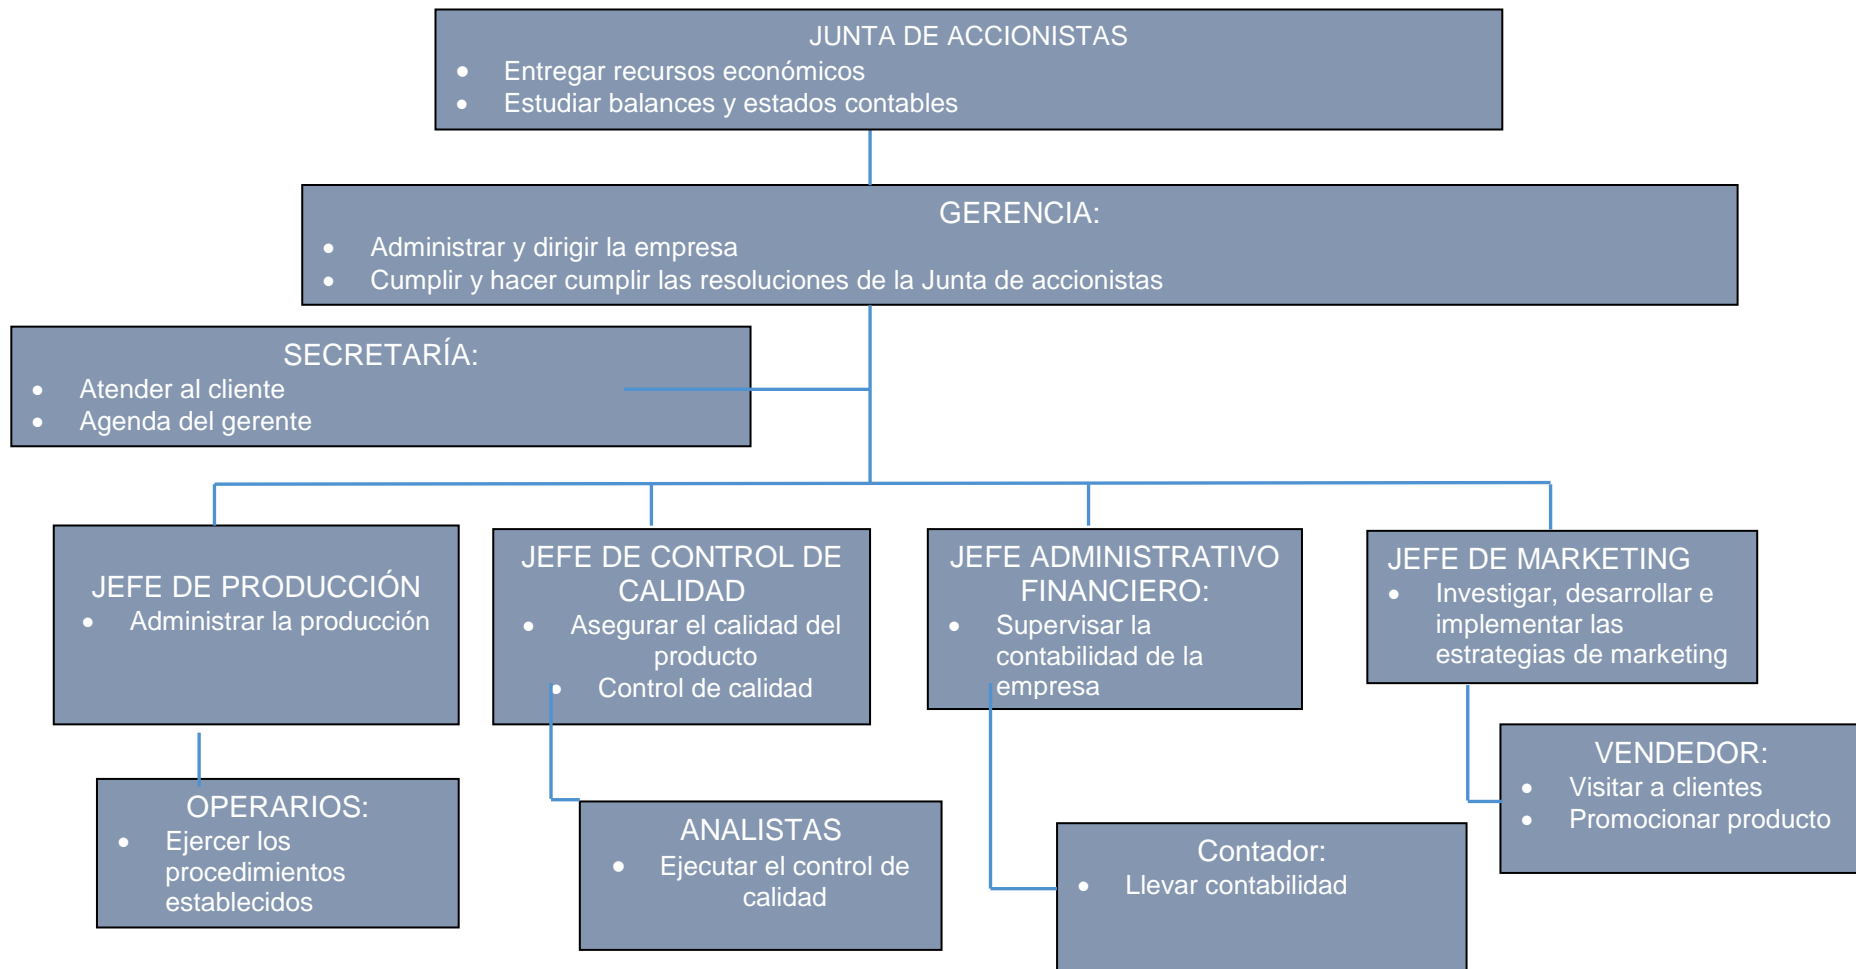 JUNTA DE ACCIONISTAS
• Entregar recursos económicos
• Estudiar balances y estados contables
GERENCIA:
• Administrar y dirigir la empresa
• Cumplir y hacer cumplir las resoluciones de la Junta de accionistas
SECRETARÍA:
• Atender al cliente
• Agenda del gerente
JEFE DE PRODUCCIÓN
• Administrar la producción
JEFE DE CONTROL DE
CALIDAD
• Asegurar el calidad del
producto
• Control de calidad
JEFE ADMINISTRATIVO
FINANCIERO:
• Supervisar la
contabilidad de la
empresa
JEFE DE MARKETING
• Investigar, desarrollar e
implementar las
estrategias de marketing
OPERARIOS:
• Ejercer los
procedimientos
establecidos
ANALISTAS
• Ejecutar el control de
calidad
Contador:
• Llevar contabilidad
VENDEDOR:
• Visitar a clientes
• Promocionar producto